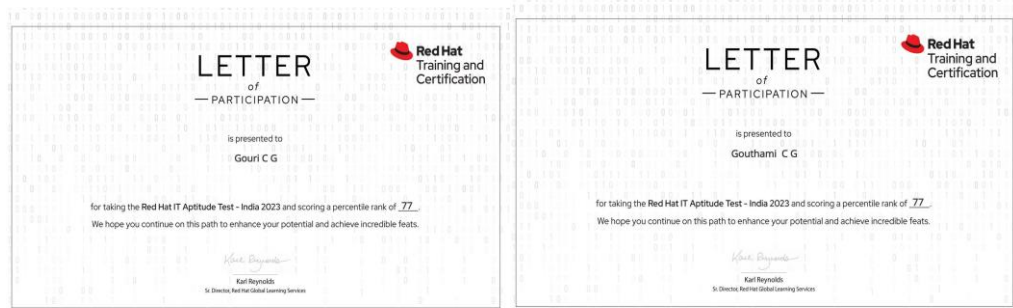 LETTER
of
— PARTICIPATION —
Red Hat
Training and
Certification
is presented to
Gouri C G
for taking the Red Hat IT Aptitude Test - India 2023 and scoring a percentile rank of 77.
We hope you continue on this path to enhance your potential and achieve incredible feats.
Karl Reynolds
Karl Reynolds
Sr. Director, Red Hat Global Learning Services
LETTER
of
— PARTICIPATION —
Red Hat
Training and
Certification
is presented to
Gouthami C G
for taking the Red Hat IT Aptitude Test - India 2023 and scoring a percentile rank of 77.
We hope you continue on this path to enhance your potential and achieve incredible feats.
Karl Reynolds
Karl Reynolds
Sr. Director, Red Hat Global Learning Services